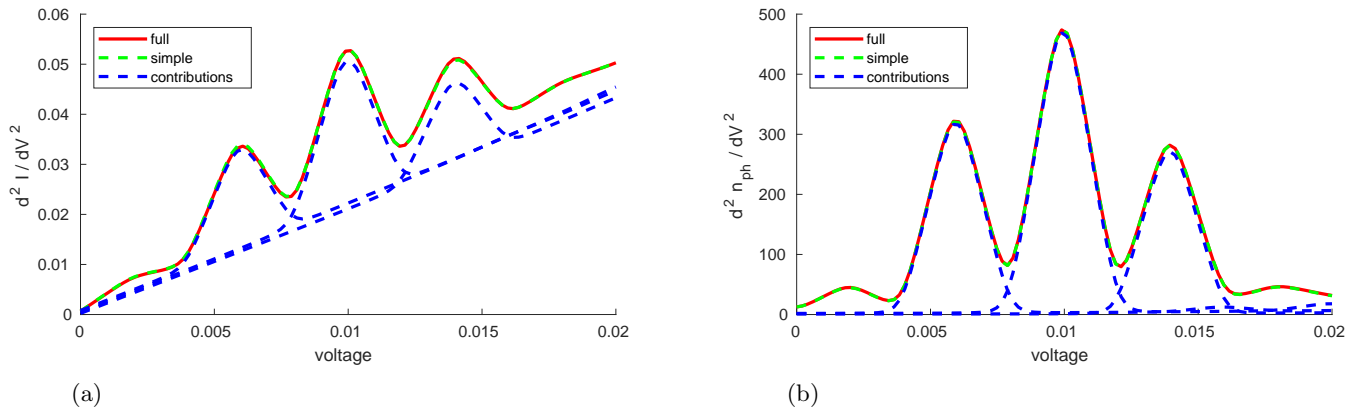 0.06
0.05
0.04
0.03
0.02
0.01
0
d² I / dV²
full
simple
contributions
0 0.005 0.01 0.015 0.02
voltage
(a)
500
400
300
200
100
0
d² n_ph / dV²
full
simple
contributions
0 0.005 0.01 0.015 0.02
voltage
(b)